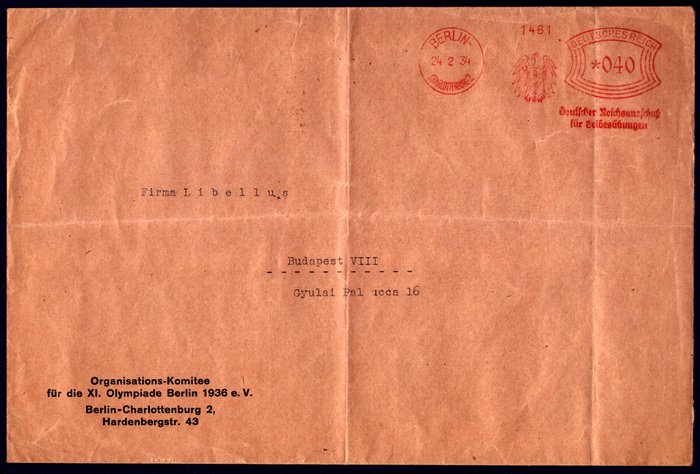 BERLIN-
24 2 34
CHARLOTTENBURG 2
1461
DEUTSCHES REICH
*040
Deutscher Reichsausschuß
für Leibesübungen
Firma Libellus
Budapest VIII
Gyulai Pal ucca 16
Organisations-Komitee
für die XI. Olympiade Berlin 1936 e. V.
Berlin-Charlottenburg 2,
Hardenbergstr. 43